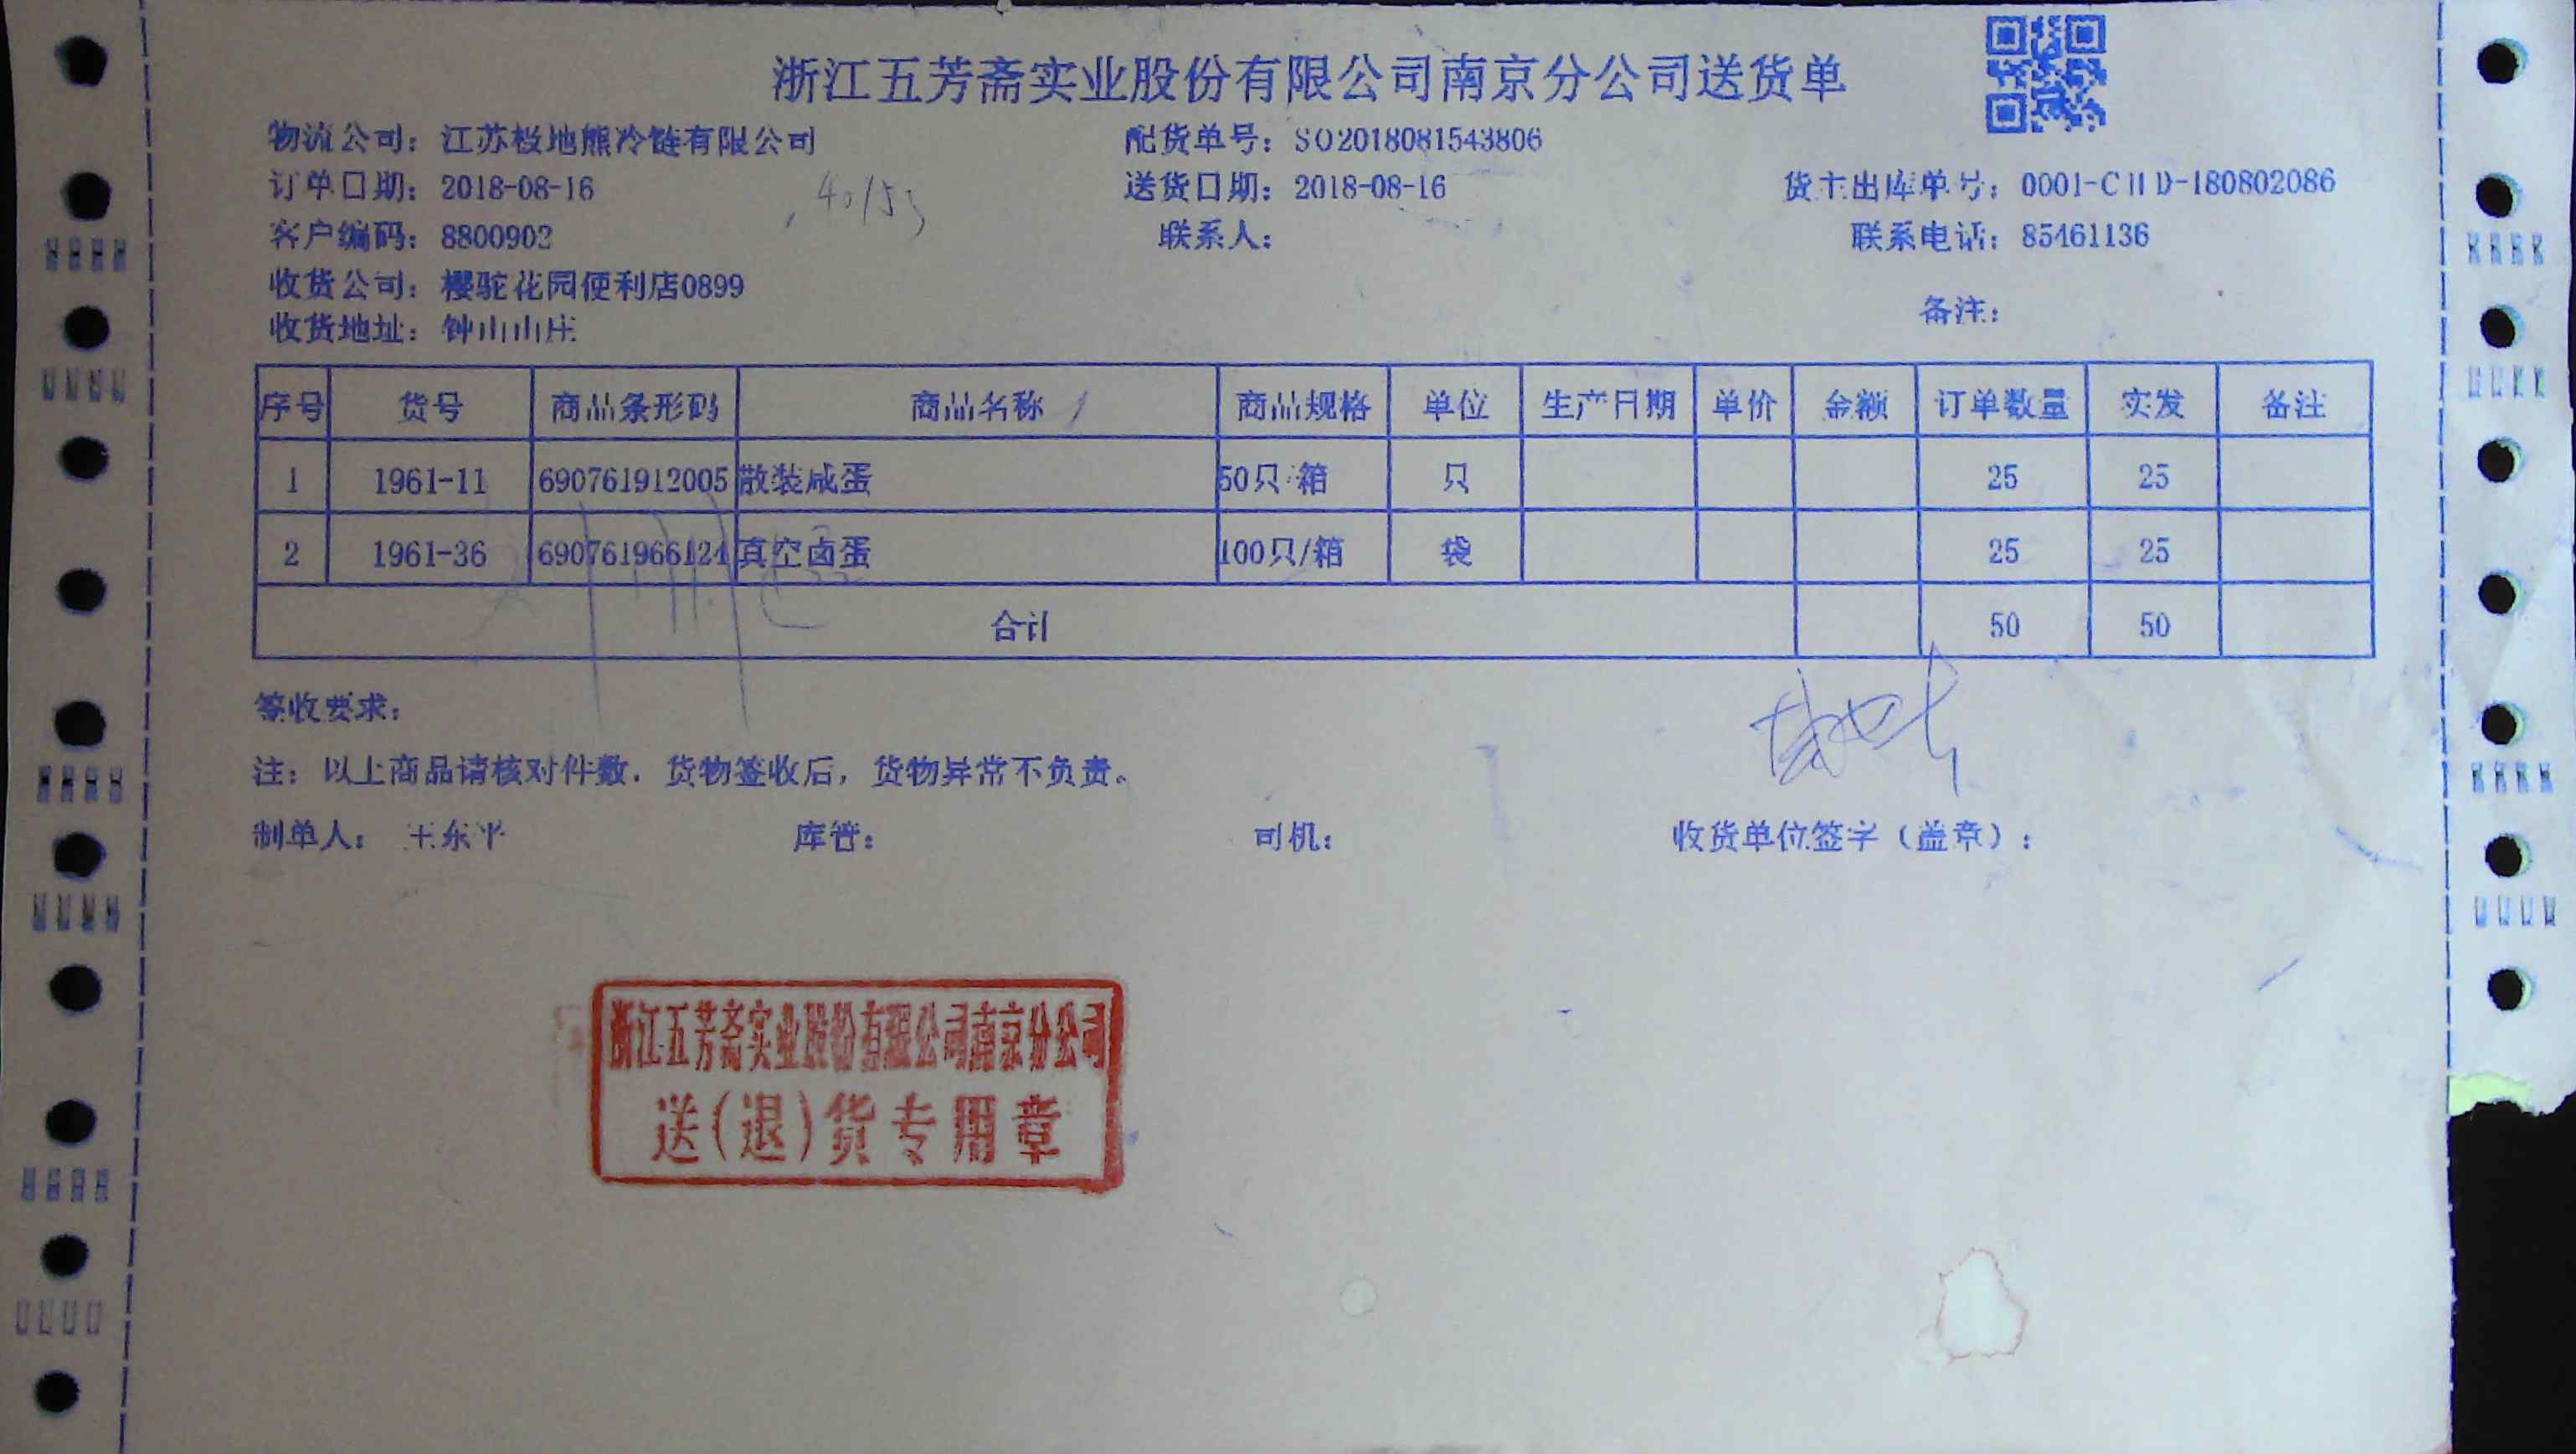 浙江五芳斋实业股份有限公司南京分公司送货单
物流公司：江苏极地熊冷链有限公司 配货单号：SO2018081543806
订单日期：2018-08-16 送货日期：2018-08-16 货主出库单号：0001-CHD-180802086
客户编码：8800902 联系人： 联系电话：85461136
收货公司：樱驼花园便利店0899
备注：
收货地址：钟山山庄
序号 货号 商品条形码 商品名称 商品规格 单位 生产日期 单价 金额 订单数量 实发 备注
1 1961-11 690761912005 散装咸蛋 50只/箱 只 25 25
2 1961-36 690761966124 真空卤蛋 100只/箱 袋 25 25
合计 50 50
签收要求：
注：以上商品请核对件数，货物签收后，货物异常不负责。
制单人： 王东平 库管： 司机： 收货单位签字（盖章）：
浙江五芳斋实业股份有限公司南京分公司
送(退)货专用章